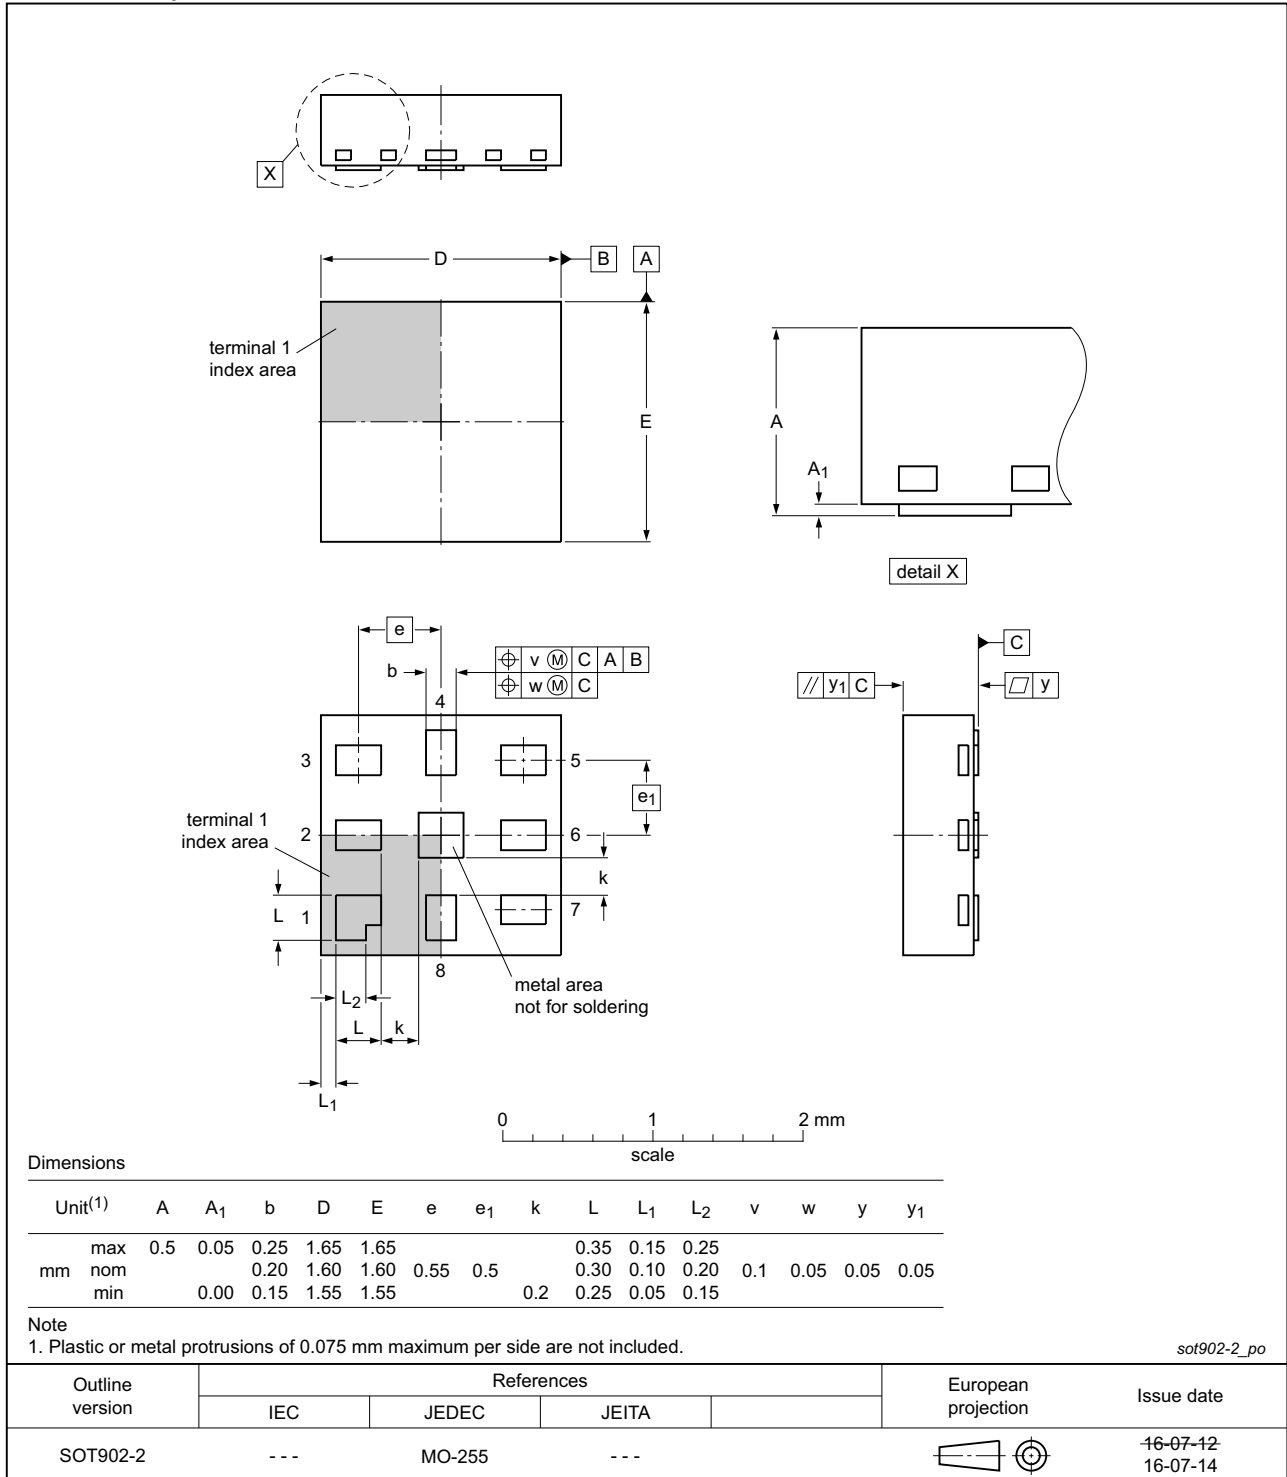 X
D
B
A
terminal 1
index area
E
A
A1
detail X
e
b
v M C A B
w M C
4
3
5
e1
terminal 1
index area
2
6
k
L
1
7
8
L2
L
k
L1
metal area
not for soldering
C
// y1 C
y
0 1 2 mm
scale
Dimensions
Unit(1) A A1 b D E e e1 k L L1 L2 v w y y1
max 0.5 0.05 0.25 1.65 1.65 0.35 0.15 0.25
mm nom 0.20 1.60 1.60 0.55 0.5 0.30 0.10 0.20 0.1 0.05 0.05 0.05
min 0.00 0.15 1.55 1.55 0.2 0.25 0.05 0.15
Note
1. Plastic or metal protrusions of 0.075 mm maximum per side are not included.
sot902-2_po
Outline version References European projection Issue date
IEC JEDEC JEITA
SOT902-2 - - - MO-255 - - - 16-07-12
16-07-14